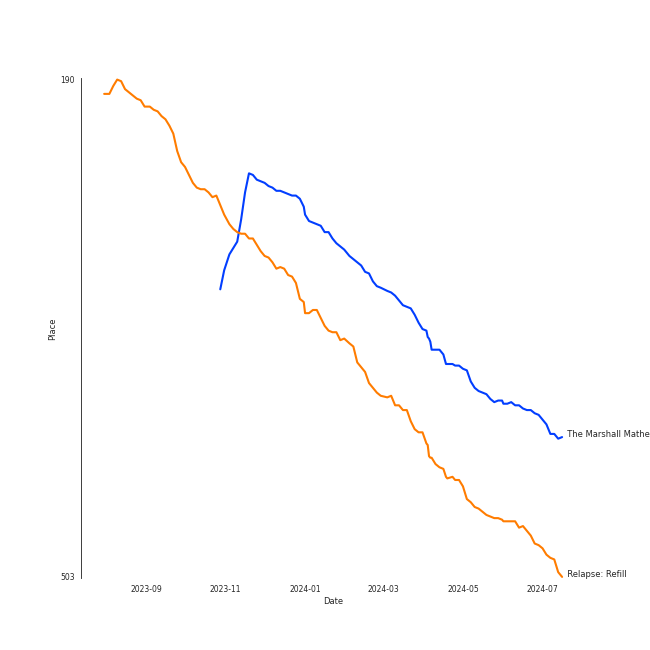 190
Place
The Marshall Mathe
Relapse: Refill
503
2023-09 2023-11 2024-01 2024-03 2024-05 2024-07
Date